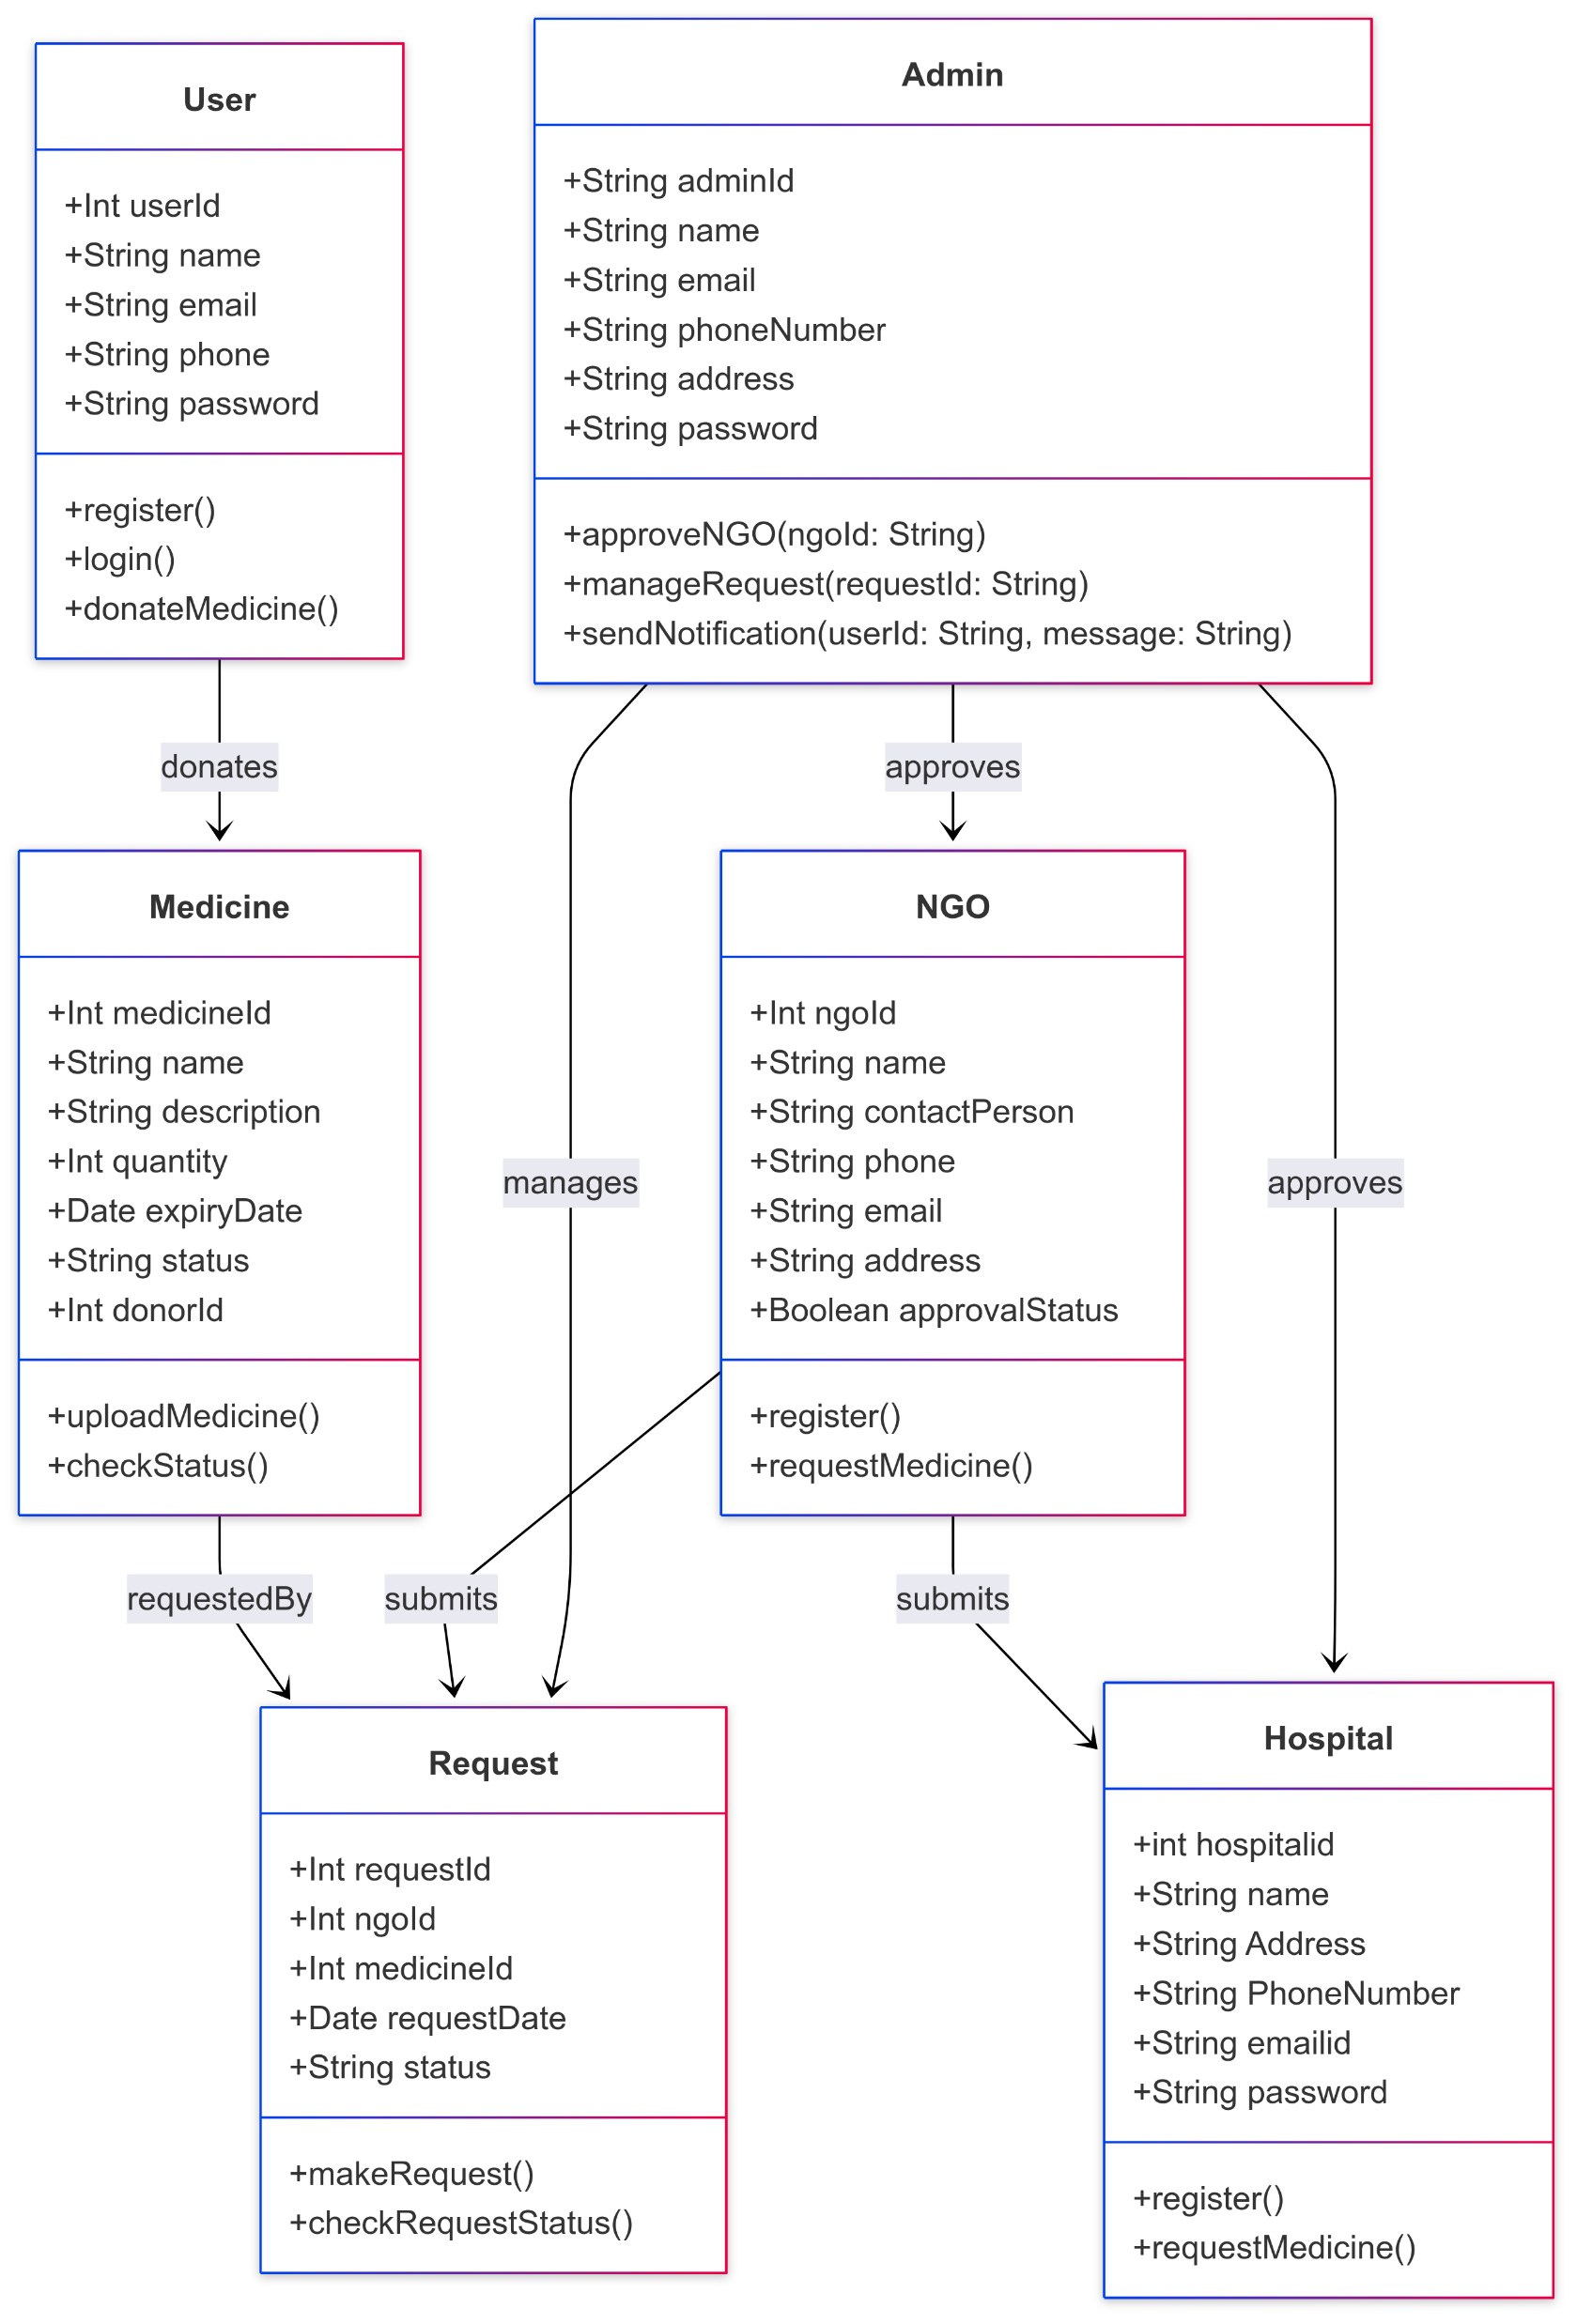 User
+Int userId
+String name
+String email
+String phone
+String password
+register()
+login()
+donateMedicine()
Admin
+String adminId
+String name
+String email
+String phoneNumber
+String address
+String password
+approveNGO(ngoId: String)
+manageRequest(requestId: String)
+sendNotification(userId: String, message: String)
donates
approves
Medicine
+Int medicineId
+String name
+String description
+Int quantity
+Date expiryDate
+String status
+Int donorId
+uploadMedicine()
+checkStatus()
manages
NGO
+Int ngoId
+String name
+String contactPerson
+String phone
+String email
+String address
+Boolean approvalStatus
+register()
+requestMedicine()
approves
requestedBy
submits
submits
Request
+Int requestId
+Int ngoId
+Int medicineId
+Date requestDate
+String status
+makeRequest()
+checkRequestStatus()
Hospital
+int hospitalid
+String name
+String Address
+String PhoneNumber
+String emailid
+String password
+register()
+requestMedicine()